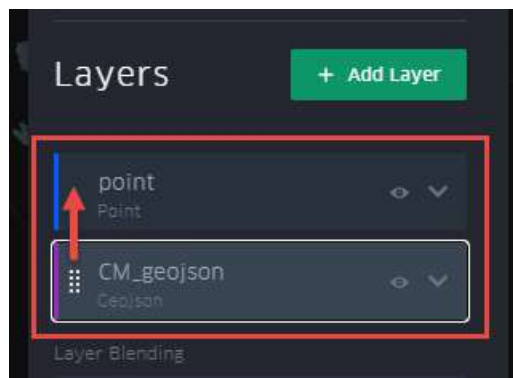 Layers
+ Add Layer
point
Point
CM_geojson
Geojson
Layer Blending